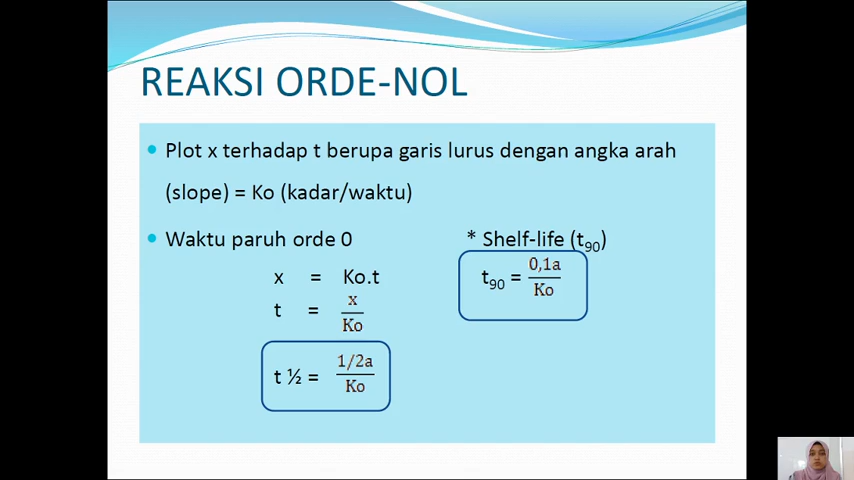 REAKSI ORDE-NOL
Plot x terhadap t berupa garis lurus dengan angka arah
(slope) = Ko (kadar/waktu)
Waktu paruh orde 0
x = Ko.t
t = x/Ko
t ½ = 1/2a/Ko
* Shelf-life (t90)
t90 = 0,1a/Ko